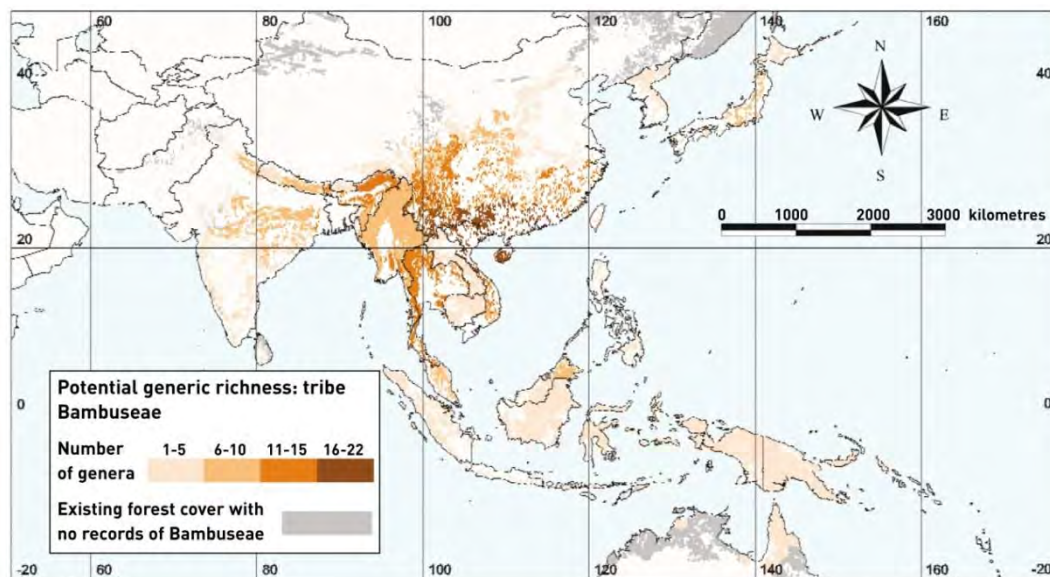 60 80 100 120 140 160
40 40
N
W E
S
0 1000 2000 3000 kilometres
20 20
Potential generic richness: tribe
Bambuseae
Number
of genera
1-5 6-10 11-15 16-22
Existing forest cover with
no records of Bambuseae
0 0
-20 60 80 100 120 140 160 -20